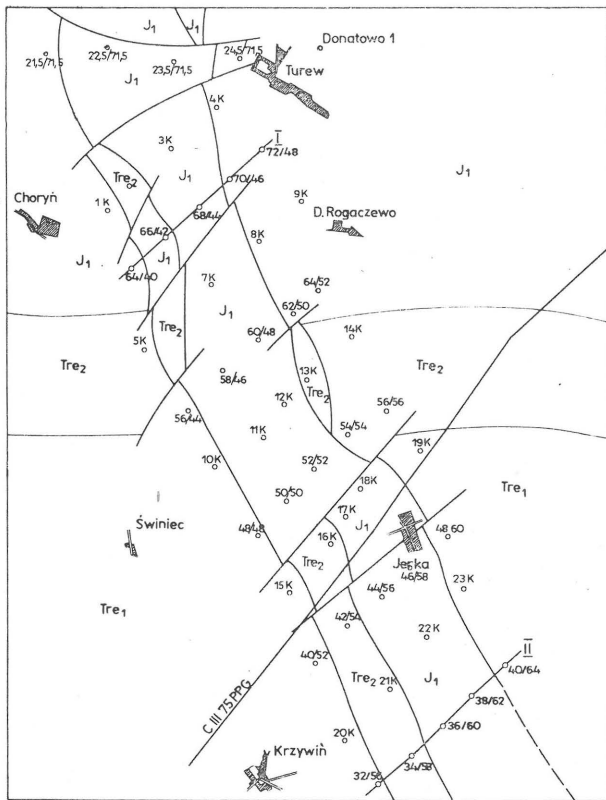 J1
J1
Donatowo 1
21,5/71,5
22,5/71,5
23,5/71,5
24,5/71,5
Turew
J1
4K
I
72/48
3K
J1
J1
Tre2
70/46
9K
Choryń
1K
68/44
D. Rogaczewo
66/42
8K
J1
J1
64/40
7K
64/52
J1
62/50
Tre2
14K
5K
60/48
Tre2
Tre2
58/46
13K
Tre2
12K
56/44
56/56
11K
54/54
19K
10K
52/52
18K
Tre1
50/50
17K
J1
Świniec
48/48
16K
48 60
Tre2
Jerka
46/58
15K
23K
44/56
Tre1
42/54
22K
II
40/52
40/64
Tre2
21K
J1
38/62
C III 75 PPG
36/60
20K
34/58
Krzywiń
32/56